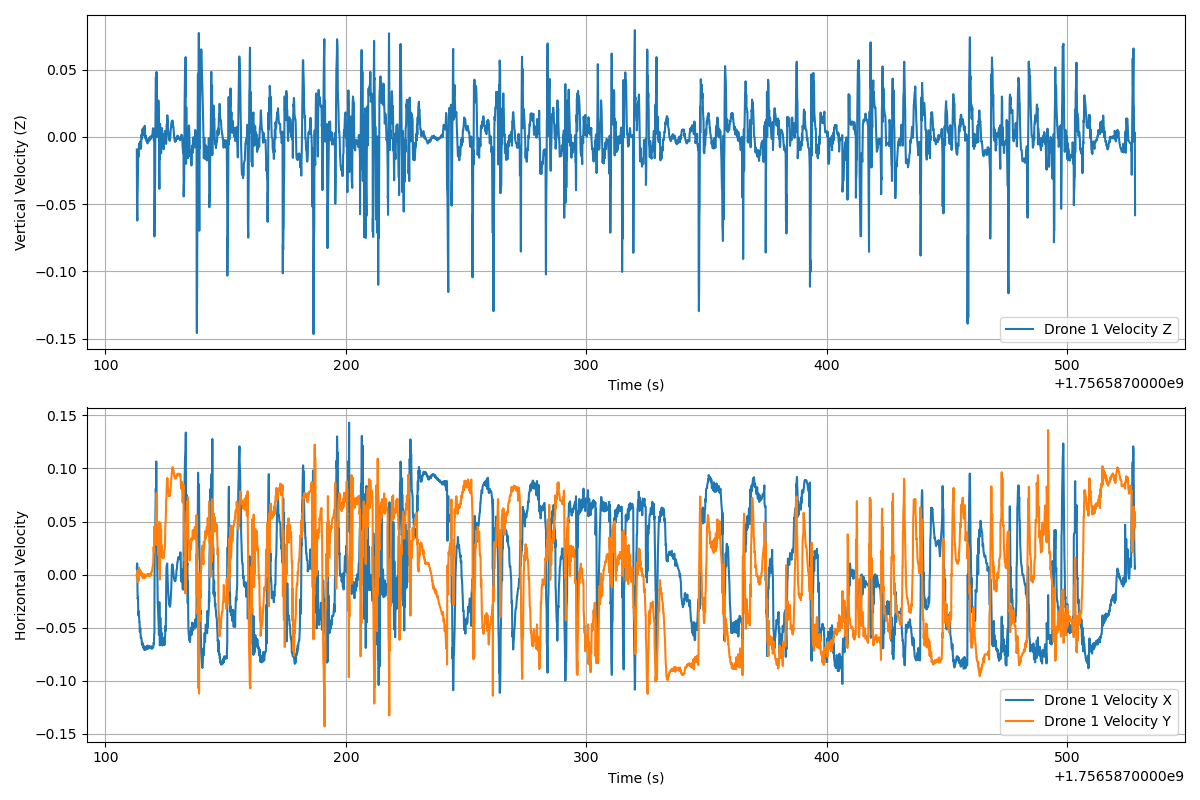 Vertical Velocity (Z)
0.05
0.00
−0.05
−0.10
−0.15
Drone 1 Velocity Z
100 200 300 400 500
Time (s)
+1.7565870000e9
Horizontal Velocity
0.15
0.10
0.05
0.00
−0.05
−0.10
−0.15
Drone 1 Velocity X
Drone 1 Velocity Y
100 200 300 400 500
Time (s)
+1.7565870000e9